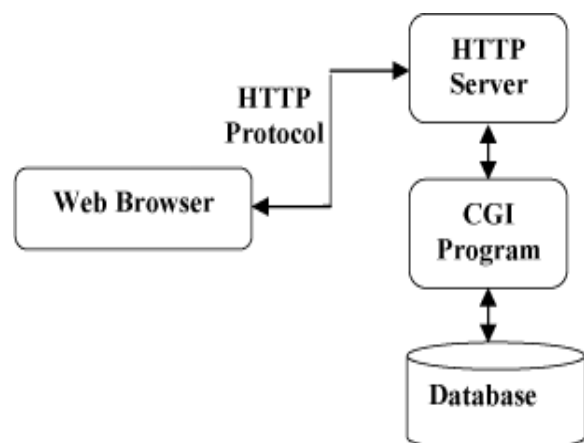 HTTP
Server
HTTP
Protocol
Web Browser
CGI
Program
Database